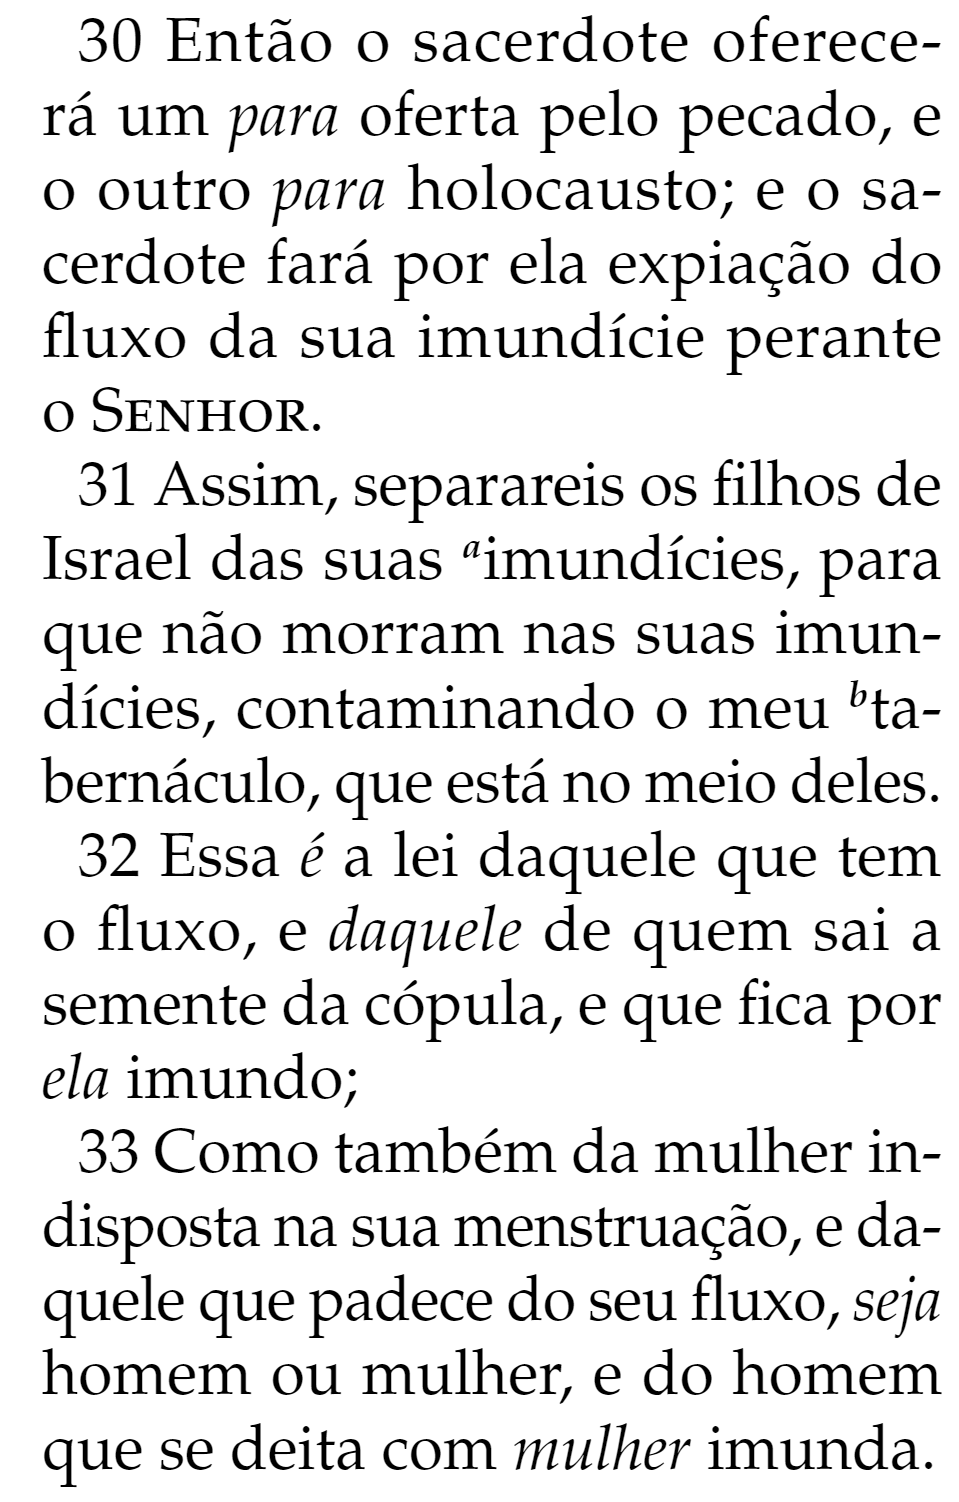 30 Então o sacerdote oferece-
rá um para oferta pelo pecado, e
o outro para holocausto; e o sa-
cerdote fará por ela expiação do
fluxo da sua imundície perante
o SENHOR.
31 Assim, separareis os filhos de
Israel das suas aimundícies, para
que não morram nas suas imun-
dícies, contaminando o meu bta-
bernáculo, que está no meio deles.
32 Essa é a lei daquele que tem
o fluxo, e daquele de quem sai a
semente da cópula, e que fica por
ela imundo;
33 Como também da mulher in-
disposta na sua menstruação, e da-
quele que padece do seu fluxo, seja
homem ou mulher, e do homem
que se deita com mulher imunda.